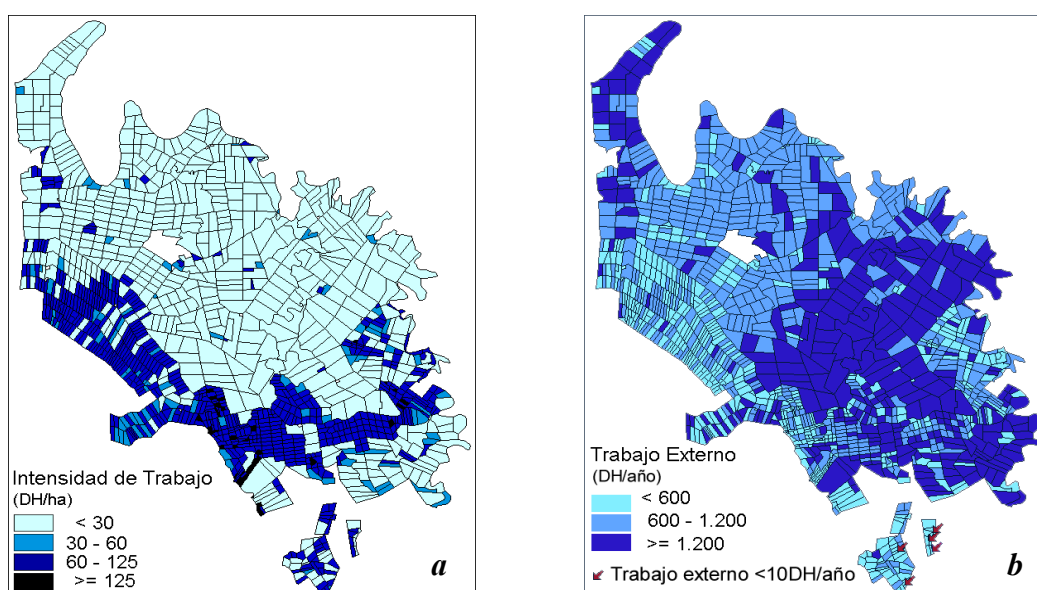 Intensidad de Trabajo
(DH/ha)
< 30
30 - 60
60 - 125
>= 125
a
Trabajo Externo
(DH/año)
< 600
600 - 1.200
>= 1.200
Trabajo externo <10DH/año
b